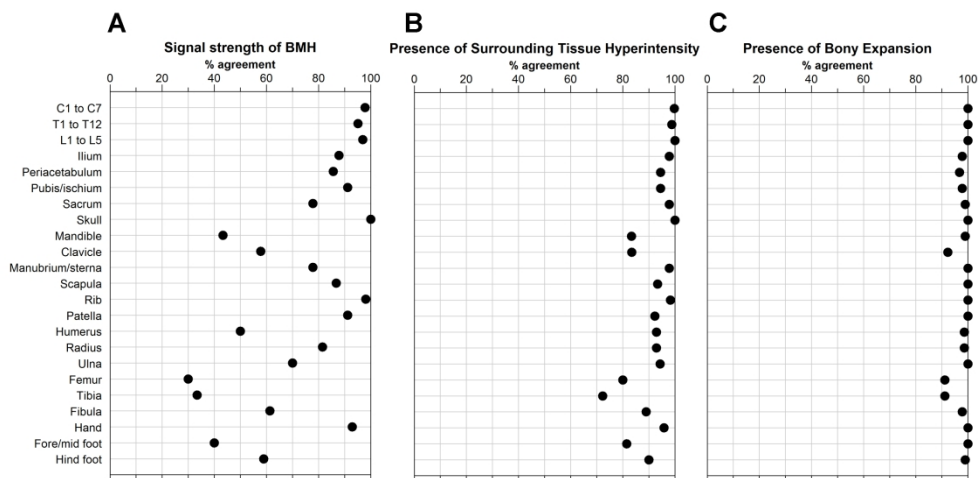 A B C
Signal strength of BMH Presence of Surrounding Tissue Hyperintensity Presence of Bony Expansion
% agreement % agreement % agreement
0 20 40 60 80 100 0 20 40 60 80 100 0 20 40 60 80 100
C1 to C7
T1 to T12
L1 to L5
Ilium
Periacetabulum
Pubis/ischium
Sacrum
Skull
Mandible
Clavicle
Manubrium/sterna
Scapula
Rib
Patella
Humerus
Radius
Ulna
Femur
Tibia
Fibula
Hand
Fore/mid foot
Hind foot